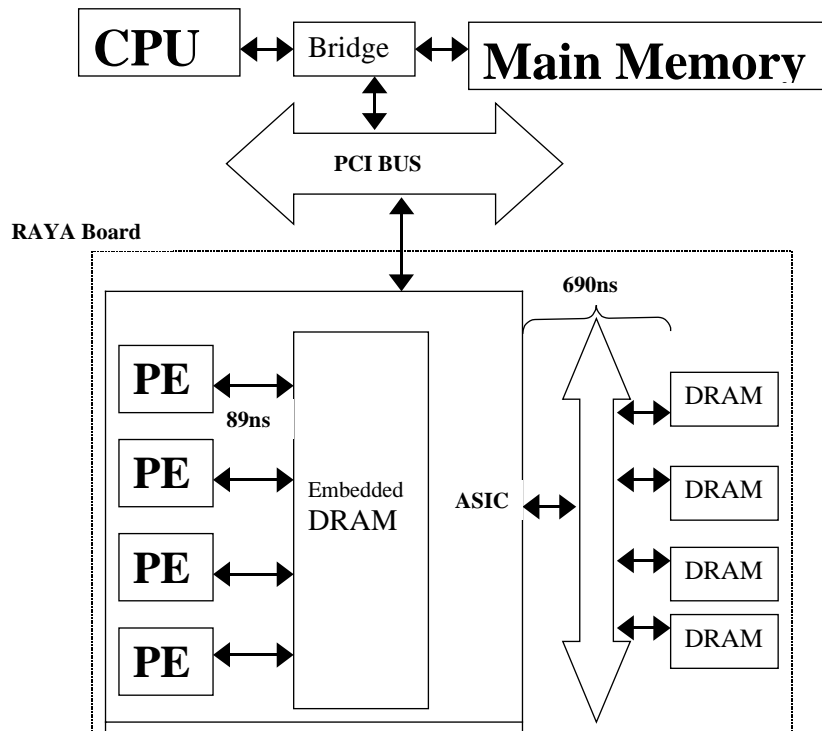 CPU
Bridge
Main Memory
PCI BUS
RAYA Board
690ns
PE
89ns
PE
PE
PE
Embedded
DRAM
ASIC
DRAM
DRAM
DRAM
DRAM